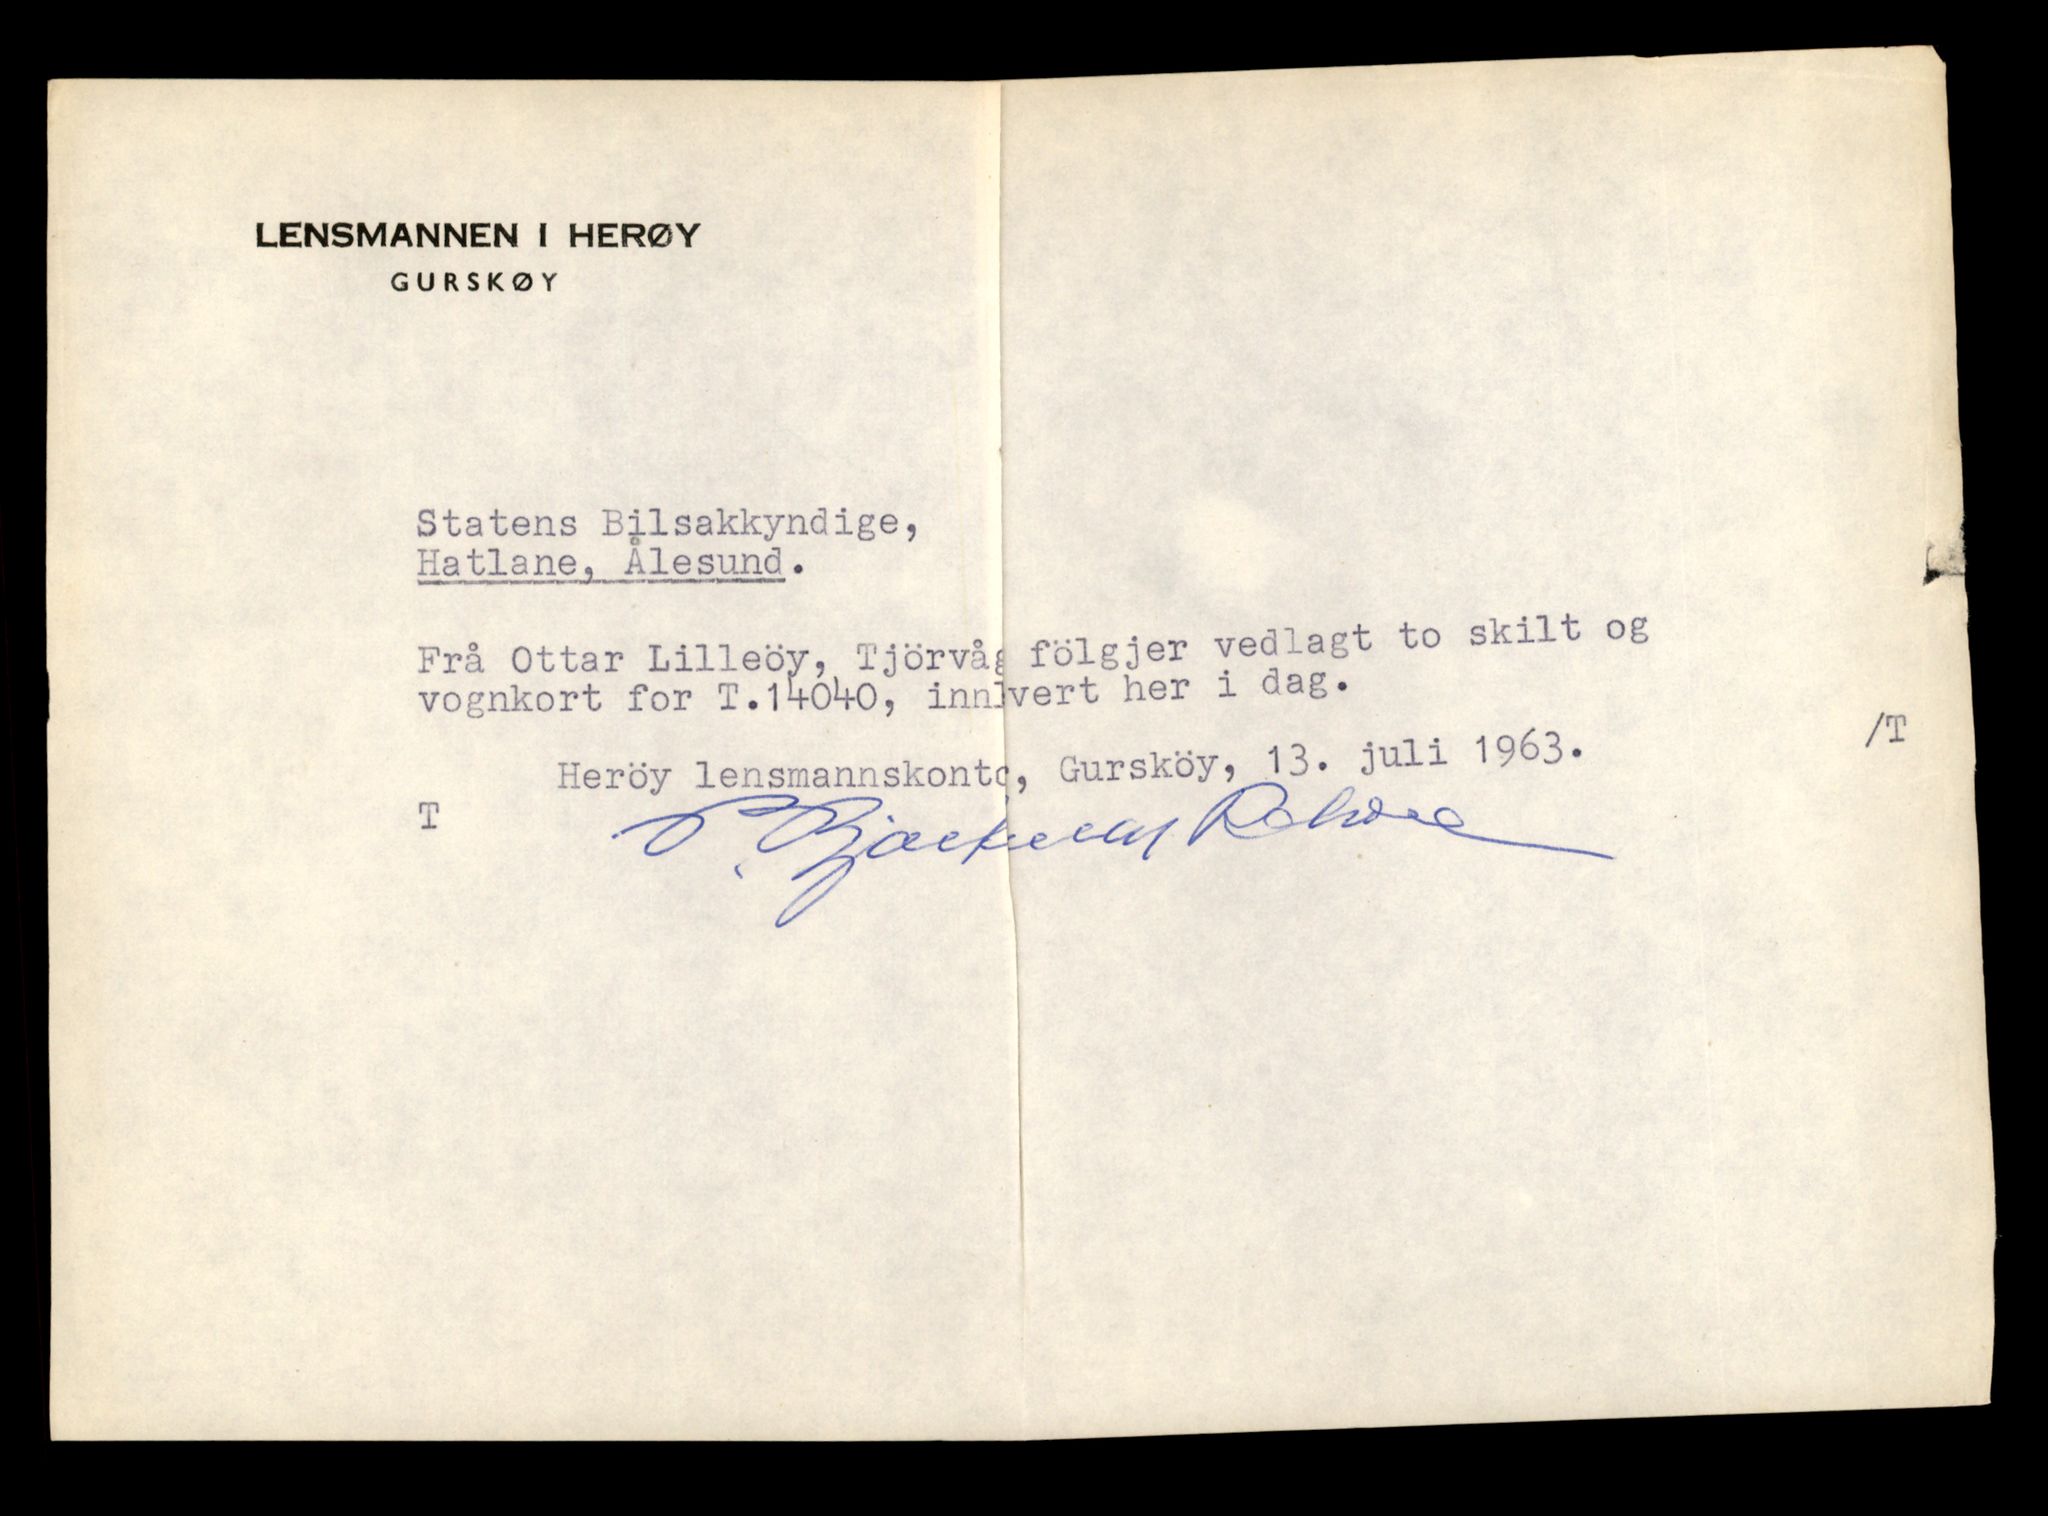 LENSMANNEN I HERØY
GURSKØY
Statens Bilsakkyndige,
Hatlane, Ålesund.
Frå Ottar Lilleöy, Tjörvåg fölgjer vedlagt to skilt og
vognkort for T.14040, innlvert her i dag.
/T
Heröy lensmannskonto, Gursköy, 13. juli 1963.
T